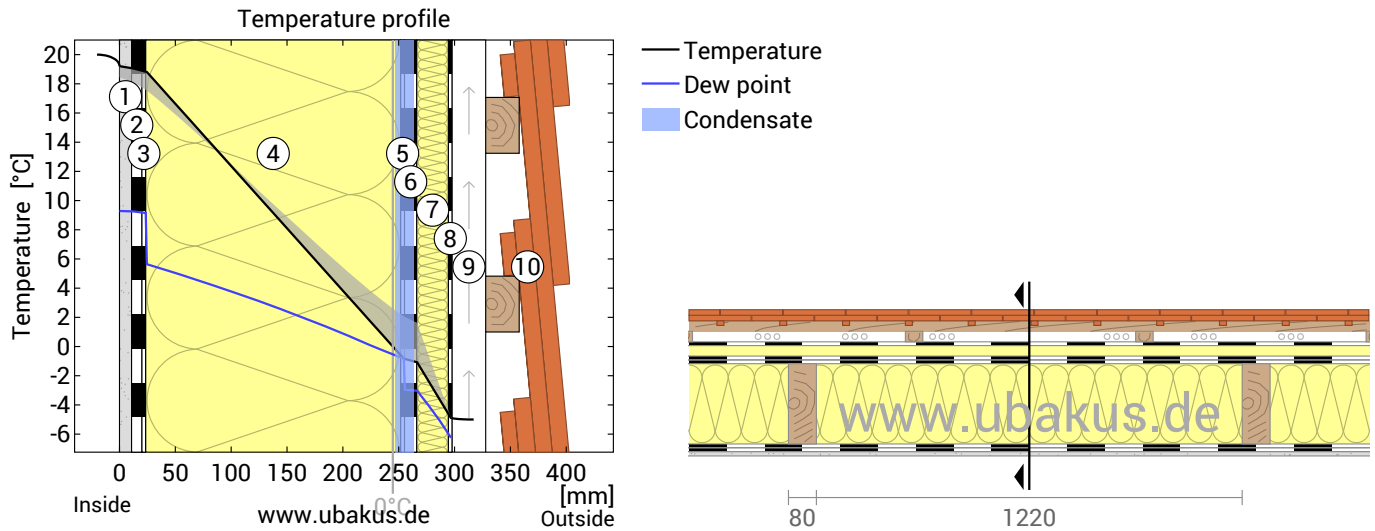 Temperature profile
Temperature [°C]
20
18
16
14
12
10
8
6
4
2
0
-2
-4
-6
1
2
3
4
5
6
7
8
9
10
0 50 100 150 200 250 300 350 400
[mm]
Inside
0°C
www.ubakus.de
Outside
Temperature
Dew point
Condensate
www.ubakus.de
80 1220